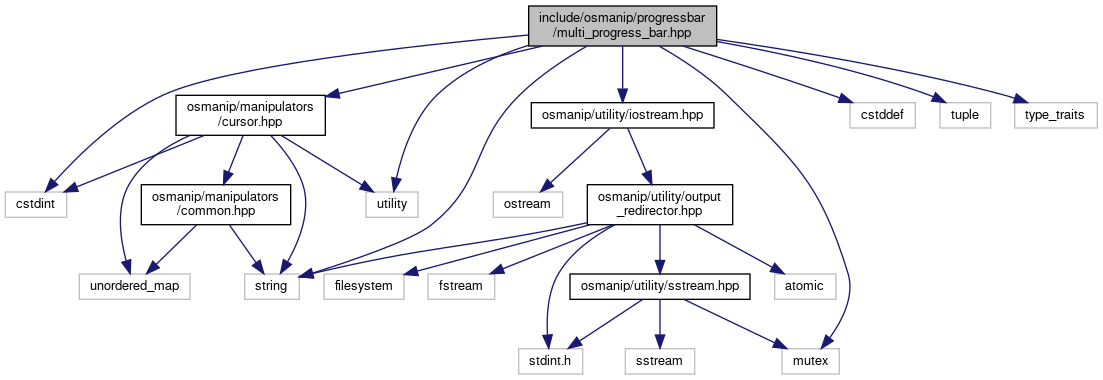 include/osmanip/progressbar
/multi_progress_bar.hpp
osmanip/manipulators
/cursor.hpp
osmanip/utility/iostream.hpp
cstddef
tuple
type_traits
cstdint
osmanip/manipulators
/common.hpp
utility
ostream
osmanip/utility/output
_redirector.hpp
unordered_map
string
filesystem
fstream
osmanip/utility/sstream.hpp
atomic
stdint.h
sstream
mutex